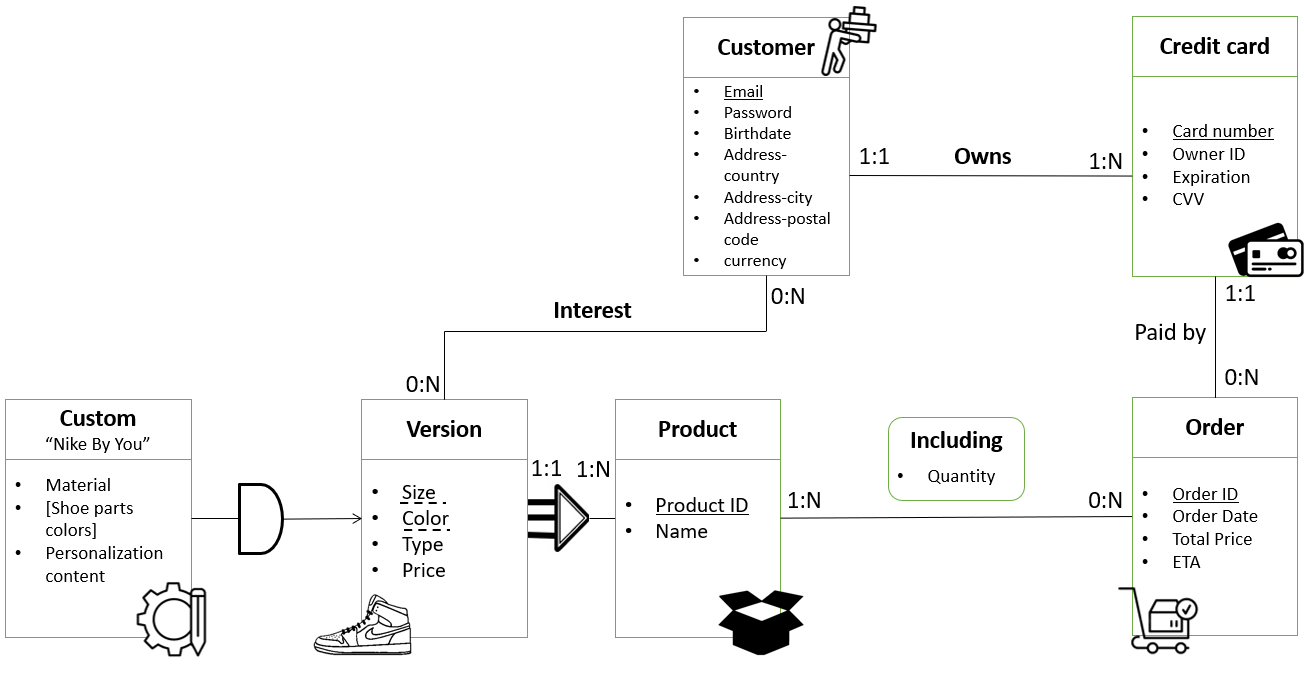 Customer
• Email
• Password
• Birthdate
• Address-
country
• Address-city
• Address-postal
code
• currency
Credit card
• Card number
• Owner ID
• Expiration
• CVV
1:1
Owns
1:N
0:N
Interest
0:N
1:1
Paid by
0:N
Custom
“Nike By You”
• Material
• [Shoe parts
colors]
• Personalization
content
Version
• Size
• Color
• Type
• Price
1:1
1:N
Product
• Product ID
• Name
1:N
Including
• Quantity
0:N
Order
• Order ID
• Order Date
• Total Price
• ETA